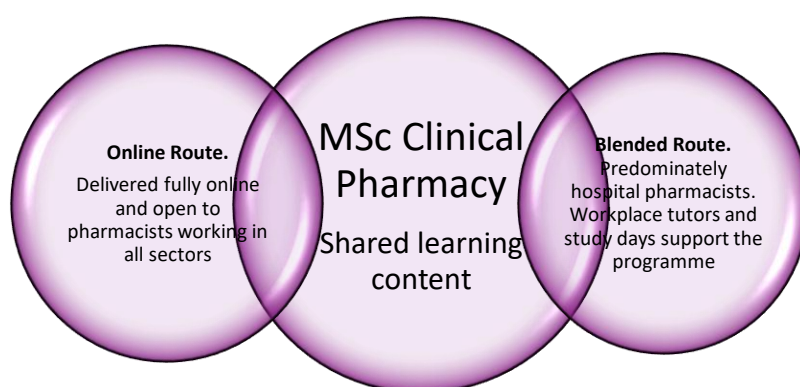 Online Route.
Delivered fully online
and open to
pharmacists working in
all sectors
MSc Clinical
Pharmacy
Shared learning
content
Blended Route.
Predominately
hospital pharmacists.
Workplace tutors and
study days support the
programme